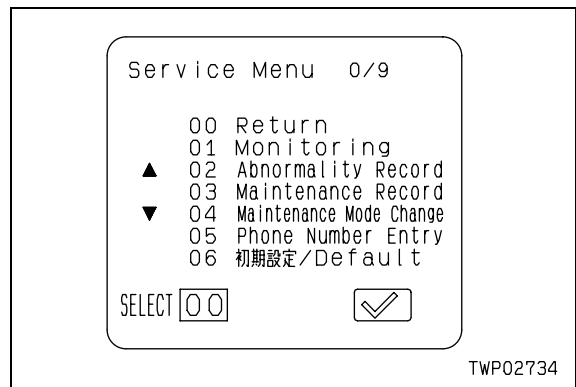 Service Menu 0/9
00 Return
01 Monitoring
▲ 02 Abnormality Record
03 Maintenance Record
▼ 04 Maintenance Mode Change
05 Phone Number Entry
06 初期設定/Default
SELECT 00
TWP02734